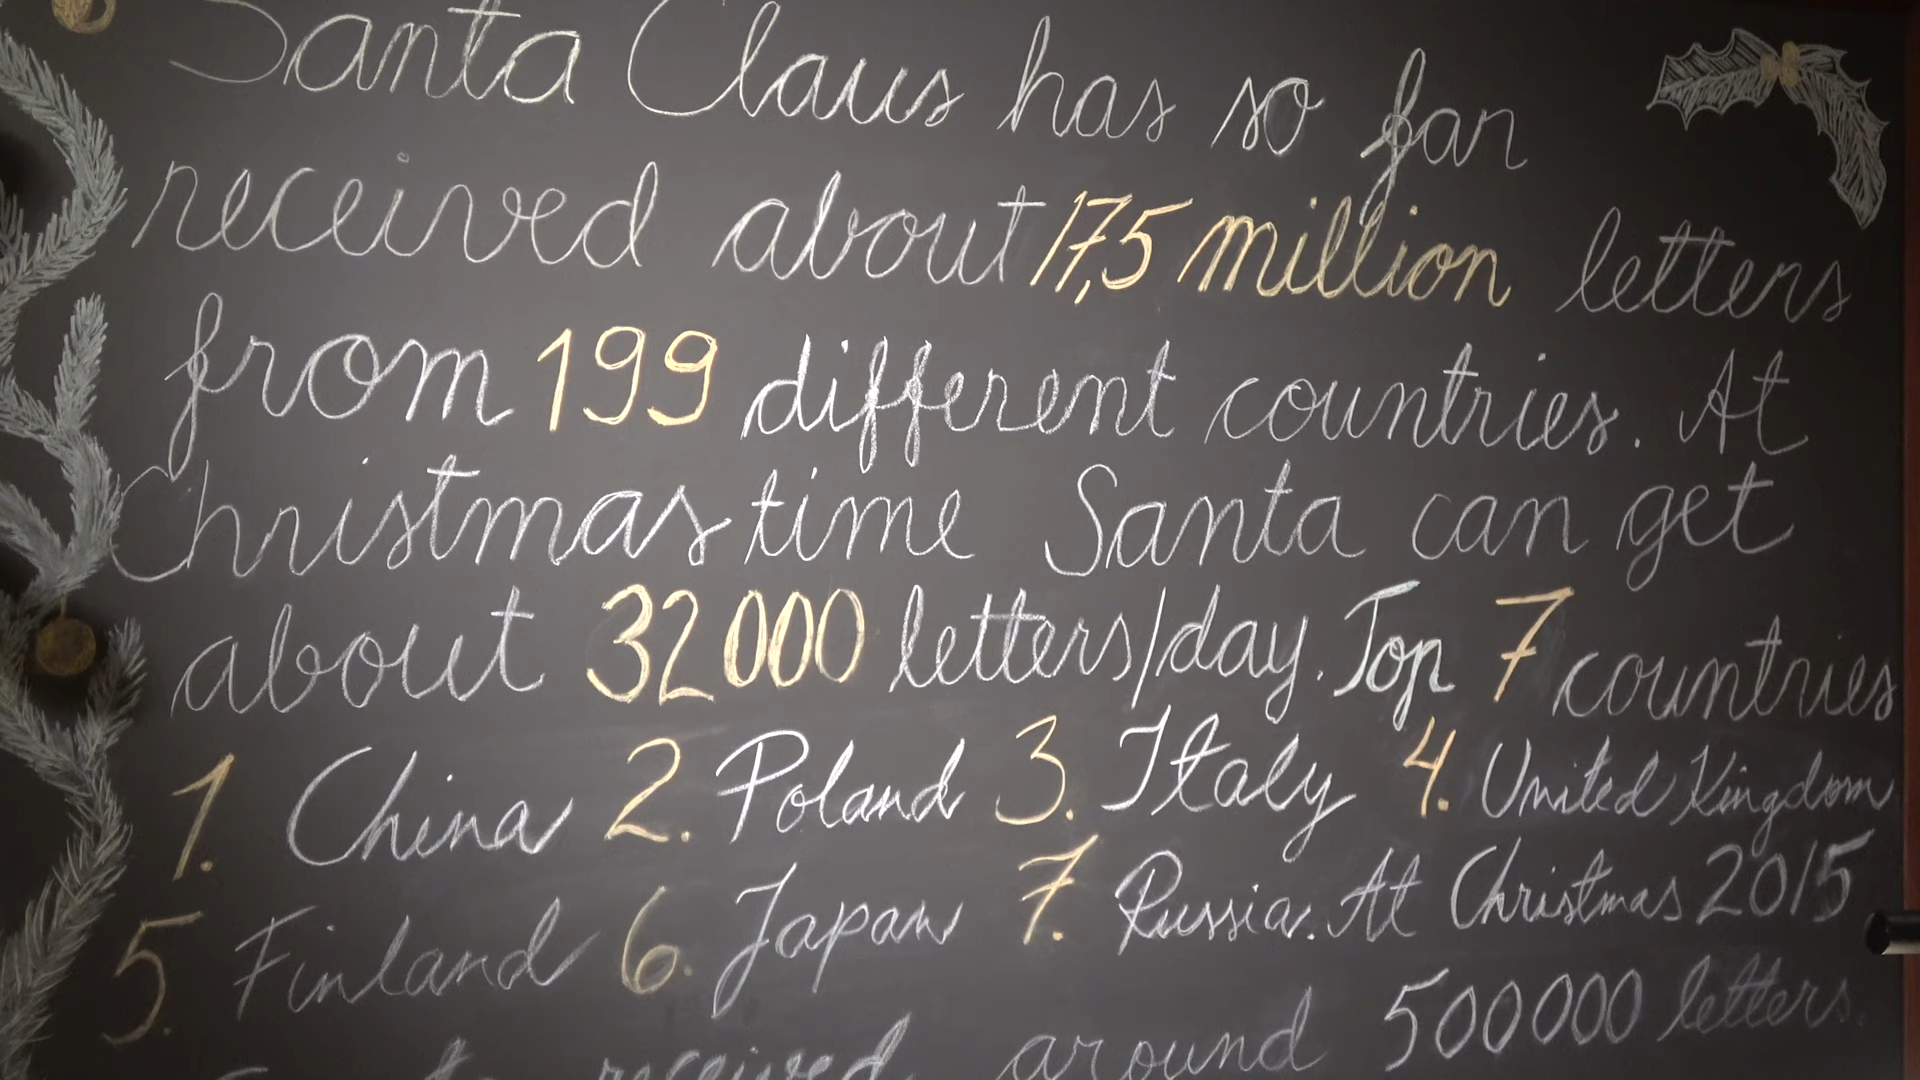 Santa Claus has so far
received about 17,5 million letters
from 199 different countries. At
Christmas time Santa can get
about 32 000 letters/day. Top 7 countries
1. China 2. Poland 3. Italy 4. United Kingdom
5. Finland 6. Japan 7. Russia. At Christmas 2015
received around 500 000 letters.